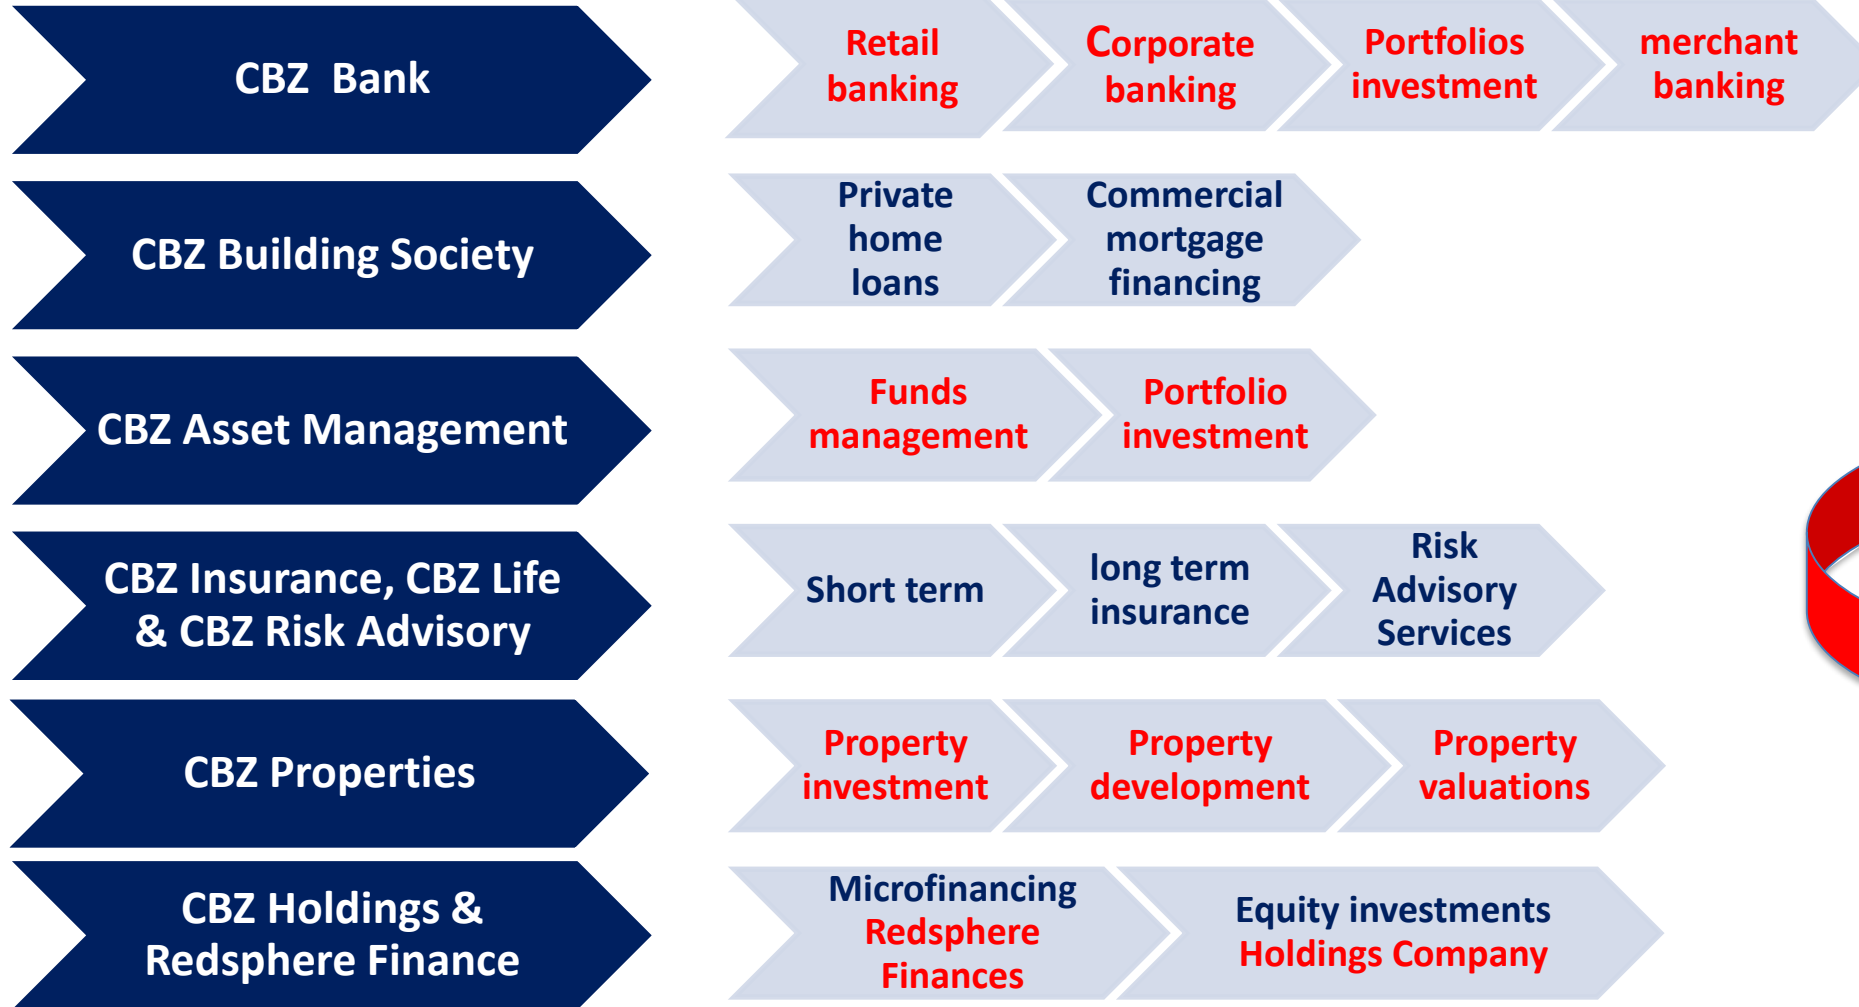 CBZ Bank
Retail
banking
Corporate
banking
Portfolios
investment
merchant
banking
CBZ Building Society
Private
home
loans
Commercial
mortgage
financing
CBZ Asset Management
Funds
management
Portfolio
investment
CBZ Insurance, CBZ Life
& CBZ Risk Advisory
Short term
long term
insurance
Risk
Advisory
Services
CBZ Properties
Property
investment
Property
development
Property
valuations
CBZ Holdings &
Redsphere Finance
Microfinancing
Redsphere
Finances
Equity investments
Holdings Company